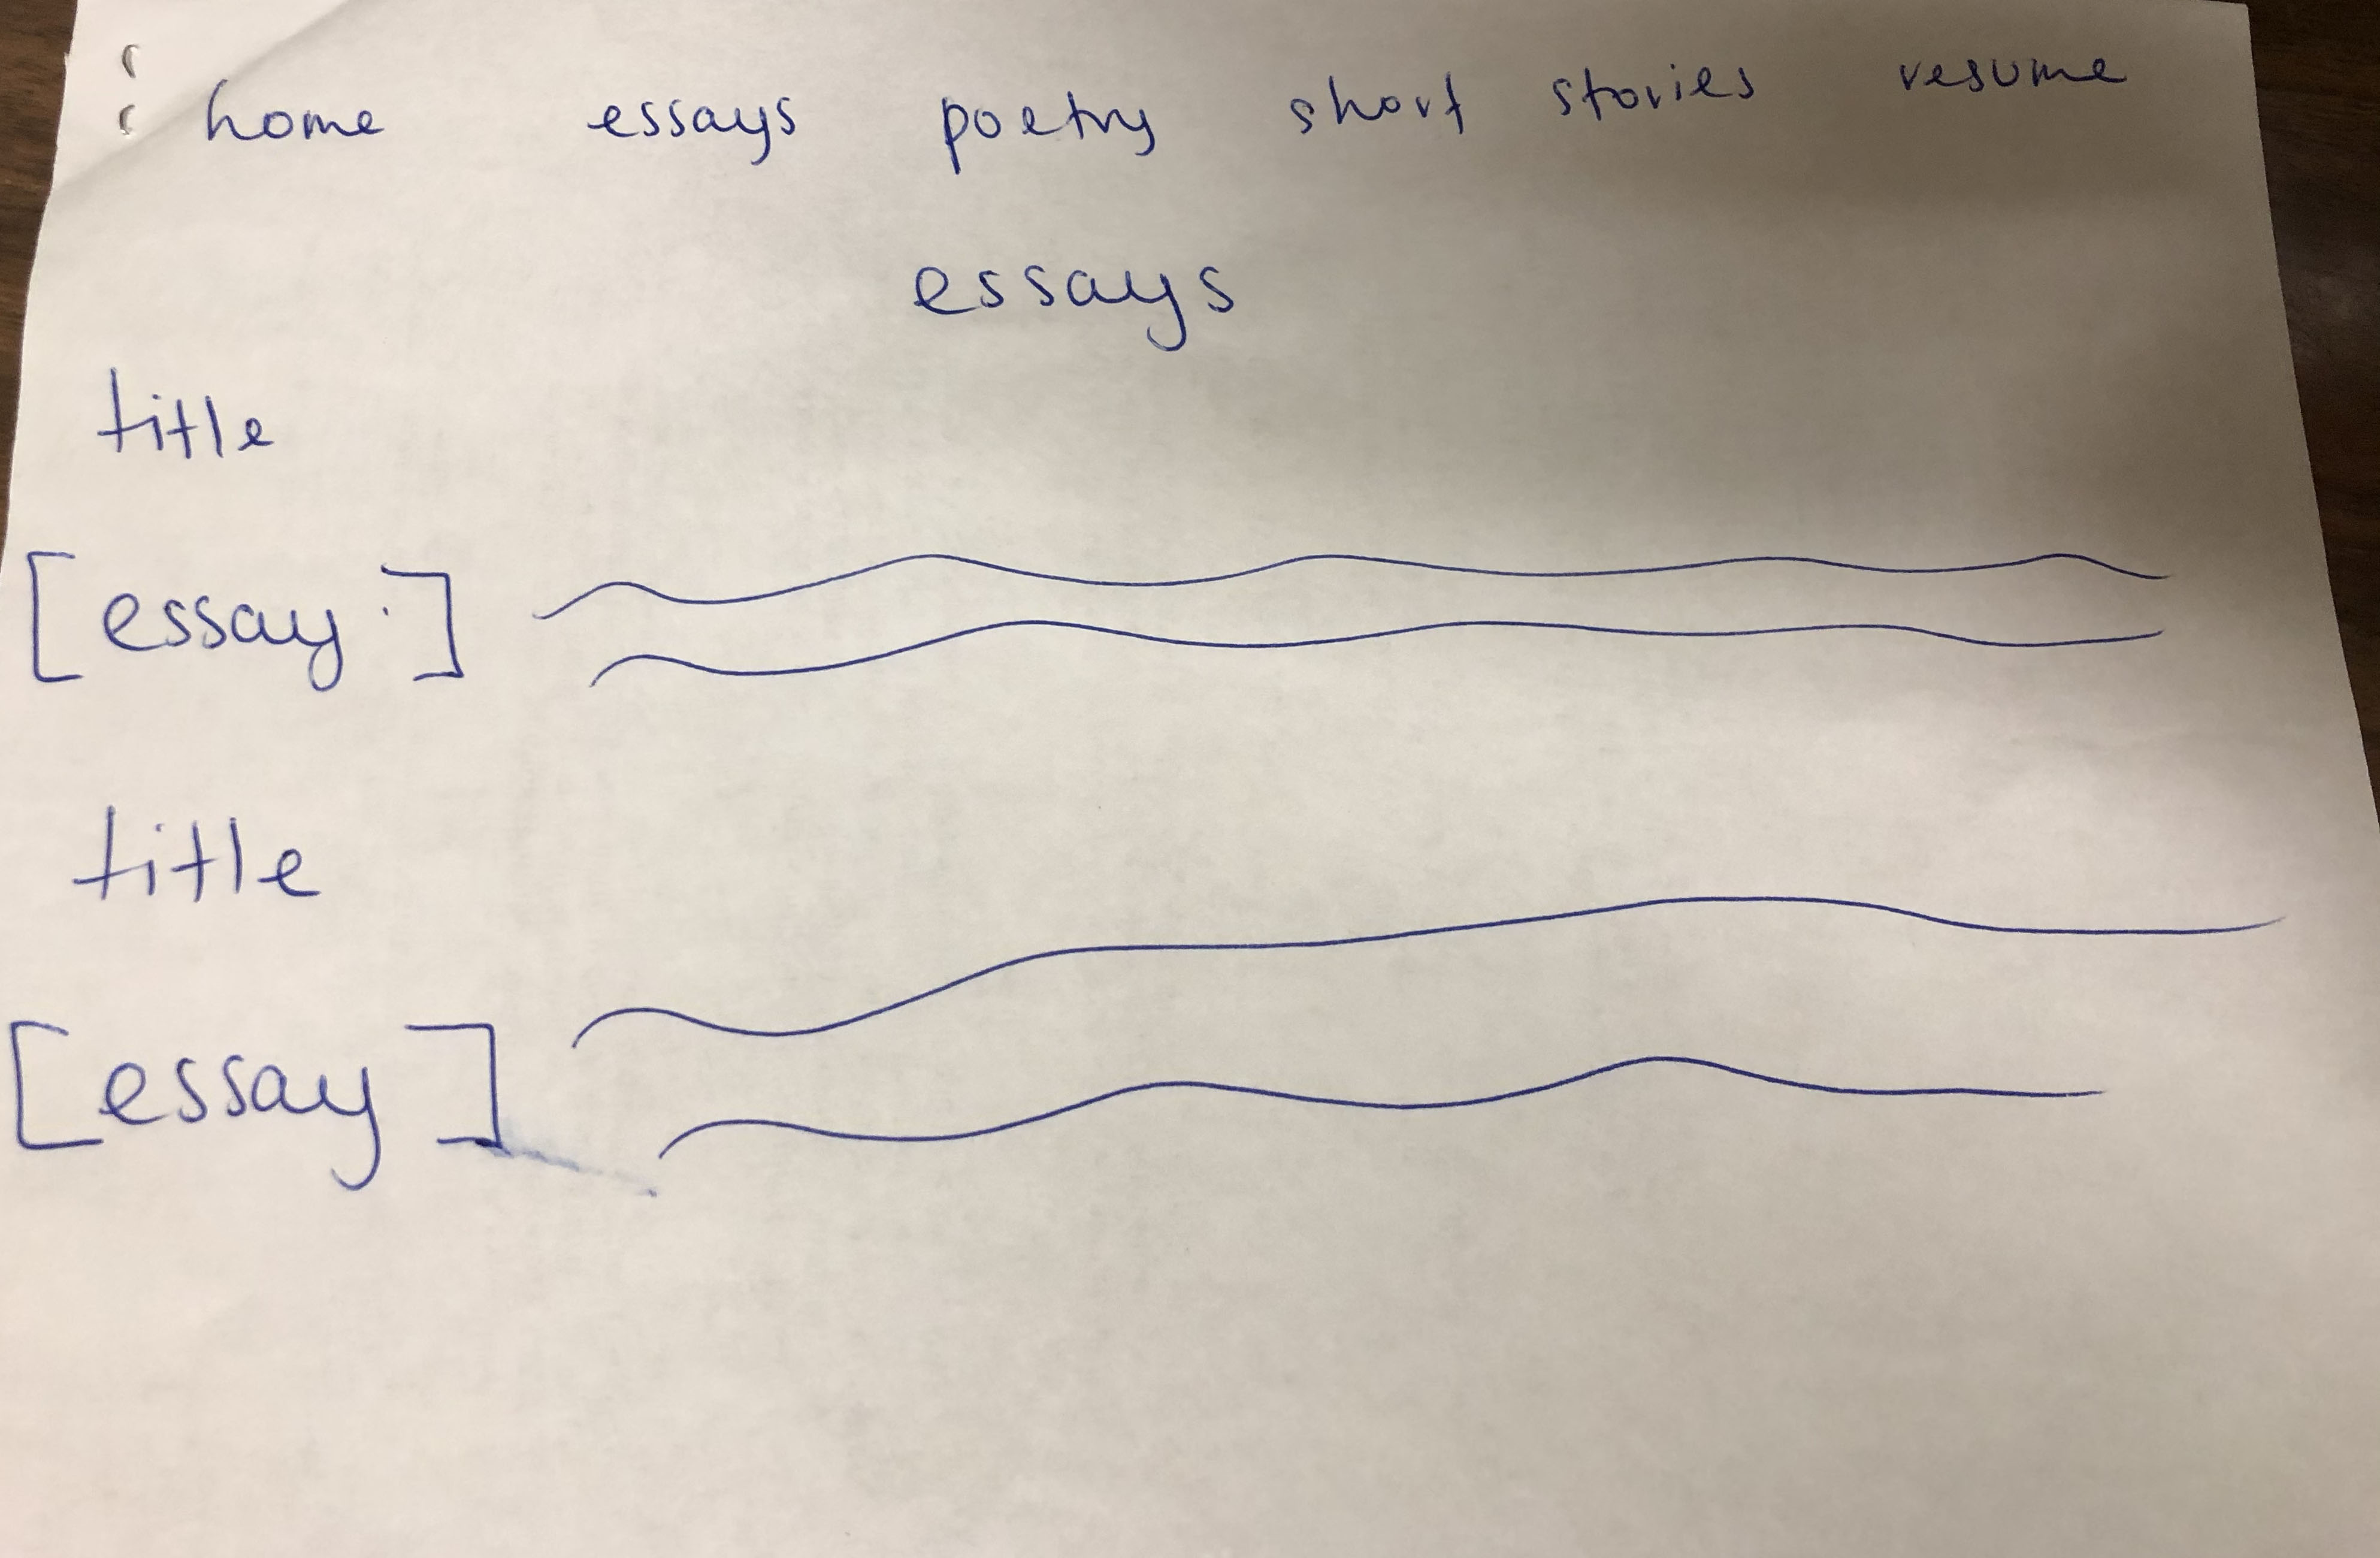 home essays poetry short stories resume
essays
title
[essay]
title
[essay]